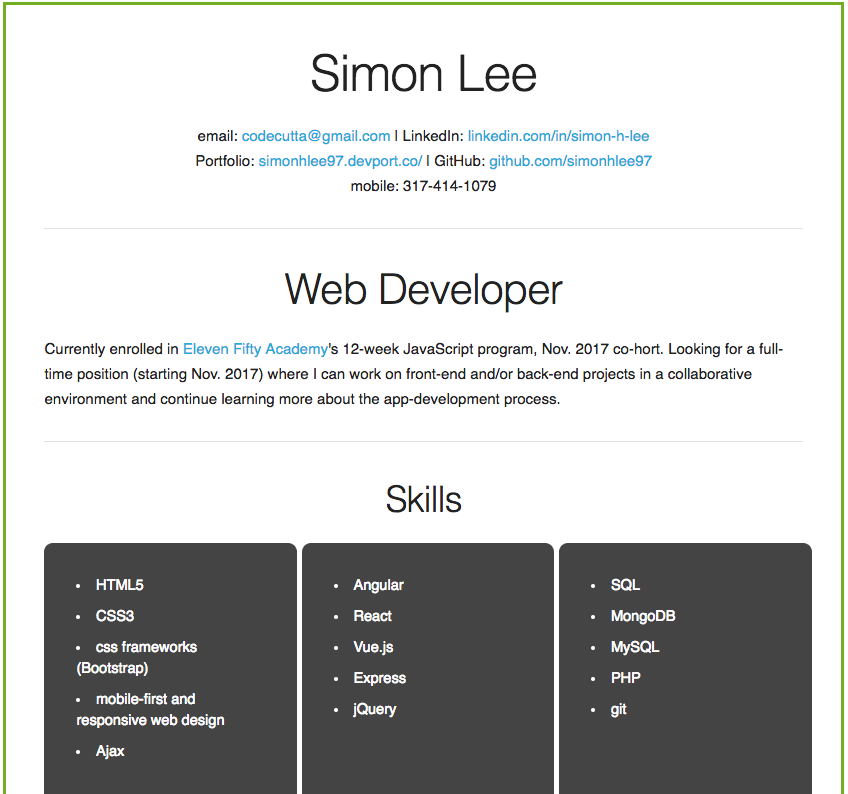 Simon Lee
email: codecutta@gmail.com | LinkedIn: linkedin.com/in/simon-h-lee
Portfolio: simonhlee97.devport.co/ | GitHub: github.com/simonhlee97
mobile: 317-414-1079
Web Developer
Currently enrolled in Eleven Fifty Academy's 12-week JavaScript program, Nov. 2017 co-hort. Looking for a full-
time position (starting Nov. 2017) where I can work on front-end and/or back-end projects in a collaborative
environment and continue learning more about the app-development process.
Skills
• HTML5
• CSS3
• css frameworks
(Bootstrap)
• mobile-first and
responsive web design
• Ajax
• Angular
• React
• Vue.js
• Express
• jQuery
• SQL
• MongoDB
• MySQL
• PHP
• git